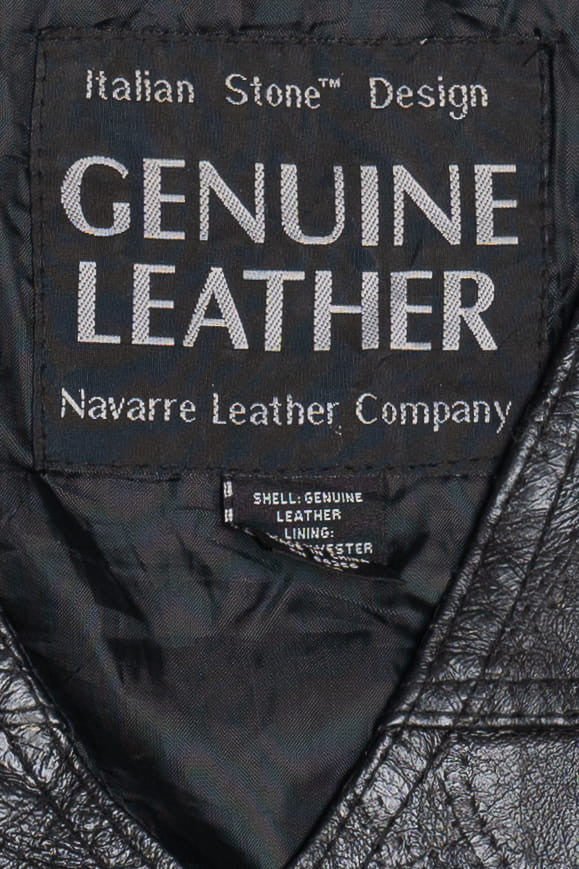 Italian Stone™ Design
GENUINE
LEATHER
Navarre Leather Company
SHELL: GENUINE
LEATHER
LINING: